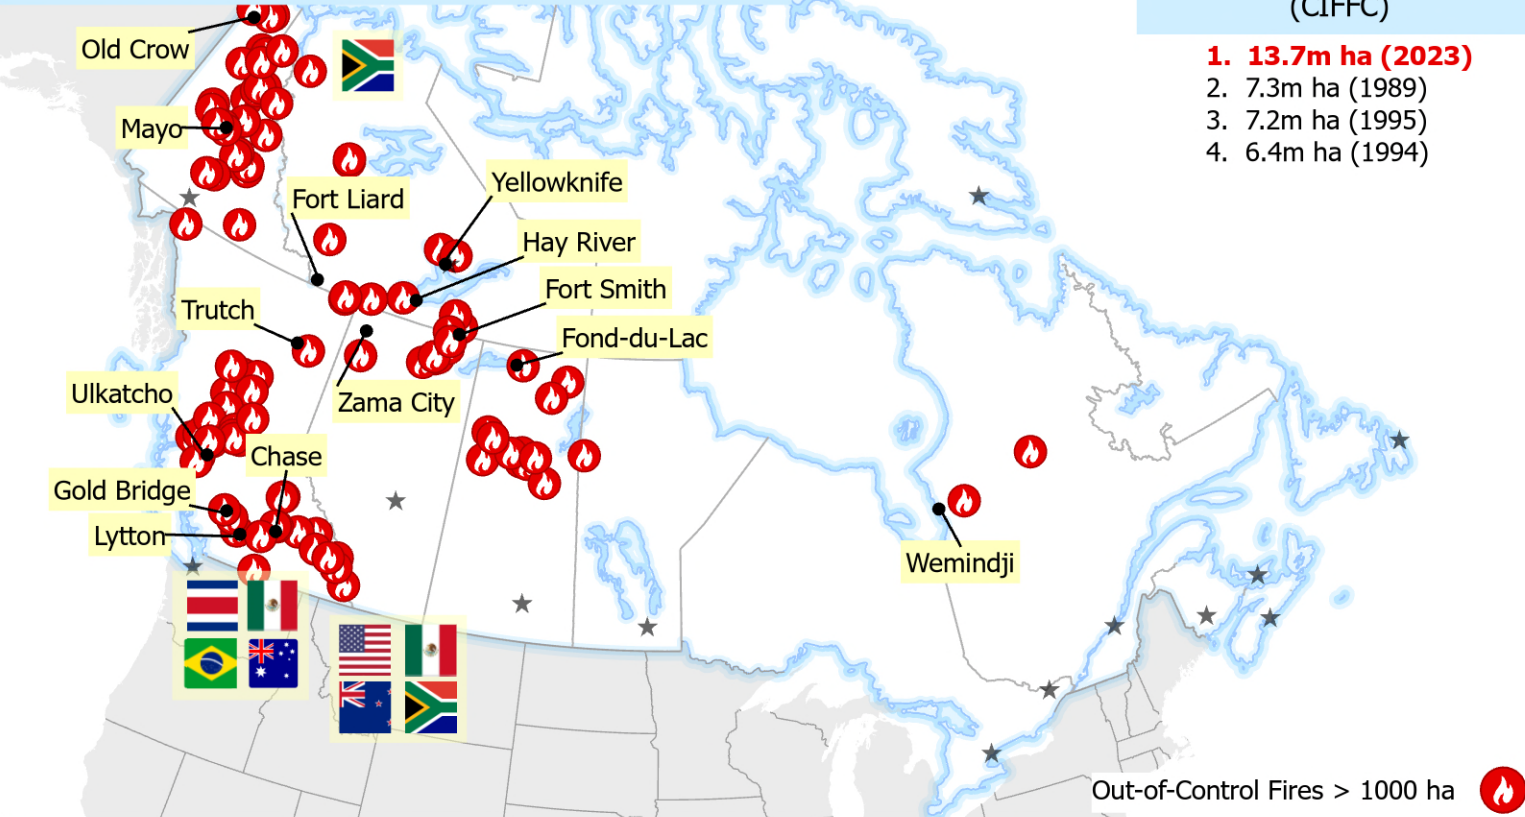 (CIFFC)
1. 13.7m ha (2023)
2. 7.3m ha (1989)
3. 7.2m ha (1995)
4. 6.4m ha (1994)
Old Crow
Mayo
Yellowknife
Fort Liard
Hay River
Fort Smith
Trutch
Fond-du-Lac
Ulkatcho
Zama City
Chase
Gold Bridge
Lytton
Wemindji
Out-of-Control Fires > 1000 ha